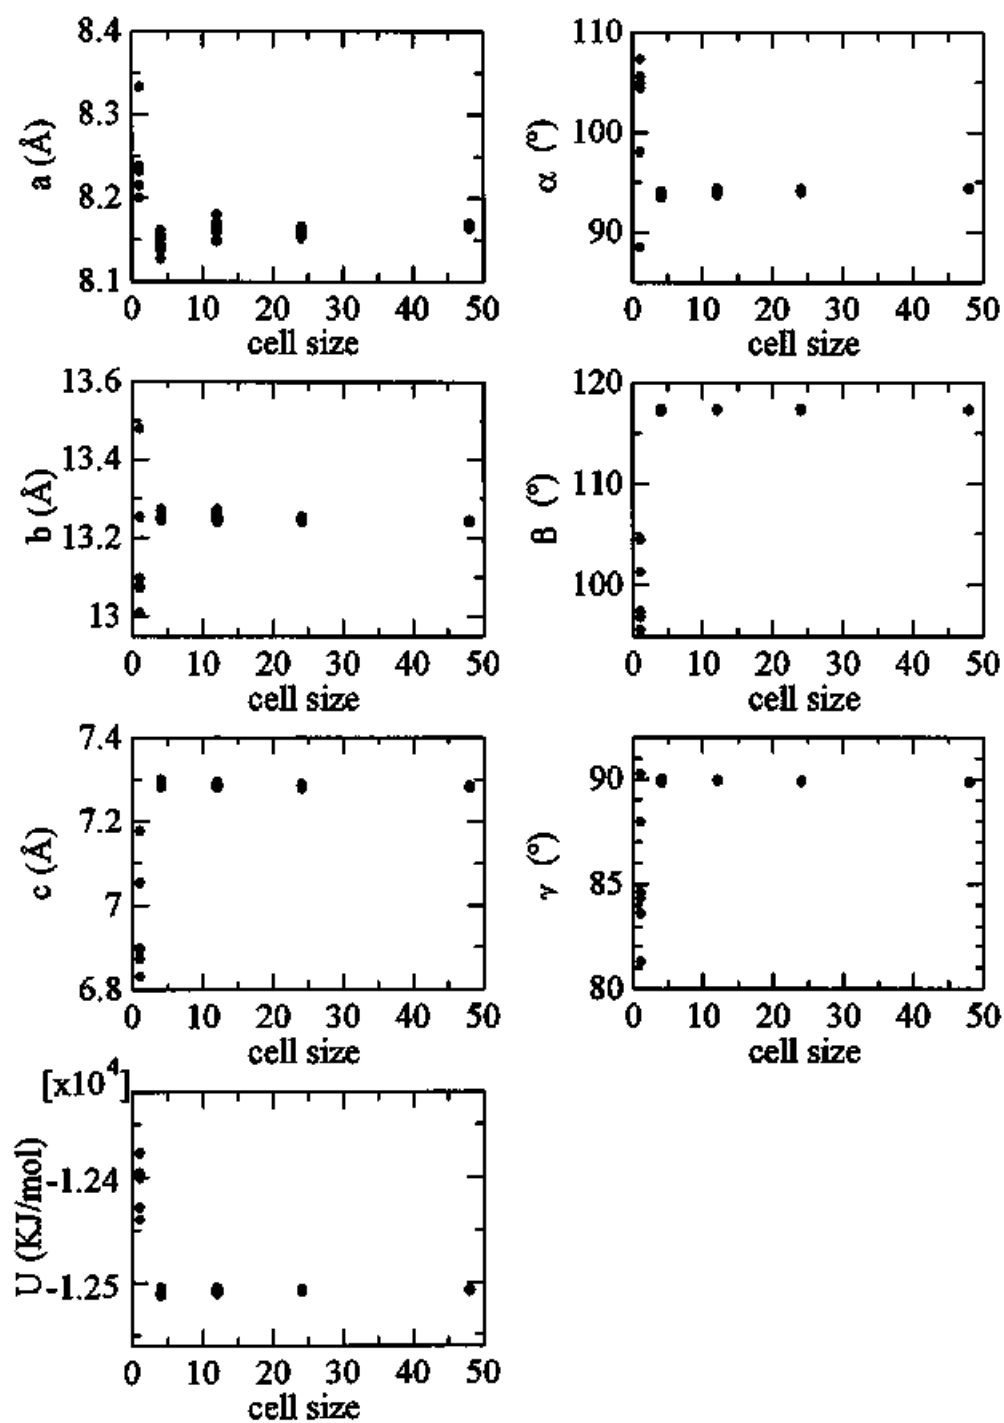 8.4
8.3
8.2
8.1
a (Å)
0 10 20 30 40 50
cell size
110
100
90
α (°)
0 10 20 30 40 50
cell size
13.6
13.4
13.2
13
b (Å)
0 10 20 30 40 50
cell size
120
110
100
B (°)
0 10 20 30 40 50
cell size
7.4
7.2
7
6.8
c (Å)
0 10 20 30 40 50
cell size
90
85
80
γ (°)
0 10 20 30 40 50
cell size
[x10⁴]
-1.24
-1.25
U (KJ/mol)
0 10 20 30 40 50
cell size